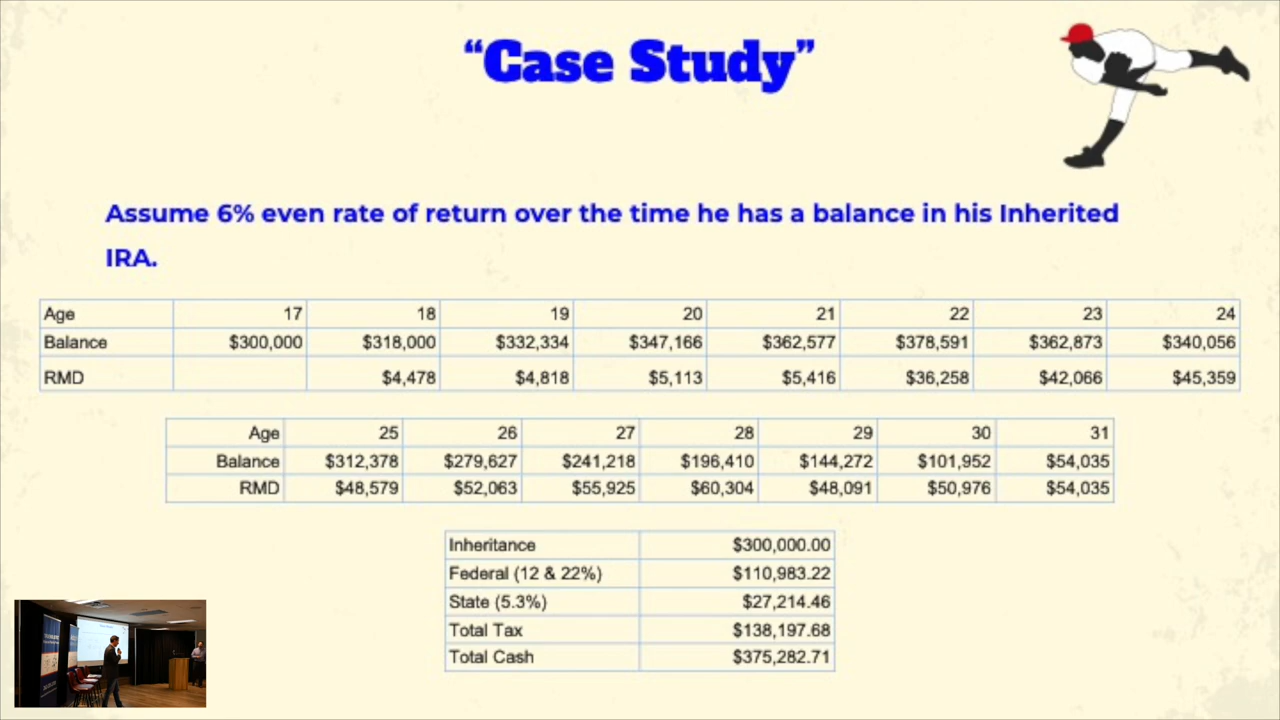 “Case Study”
Assume 6% even rate of return over the time he has a balance in his Inherited
IRA.
Age 17 18 19 20 21 22 23 24
Balance $300,000 $318,000 $332,334 $347,166 $362,577 $378,591 $362,873 $340,056
RMD $4,478 $4,818 $5,113 $5,416 $36,258 $42,066 $45,359
Age 25 26 27 28 29 30 31
Balance $312,378 $279,627 $241,218 $196,410 $144,272 $101,952 $54,035
RMD $48,579 $52,063 $55,925 $60,304 $48,091 $50,976 $54,035
Inheritance $300,000.00
Federal (12 & 22%) $110,983.22
State (5.3%) $27,214.46
Total Tax $138,197.68
Total Cash $375,282.71